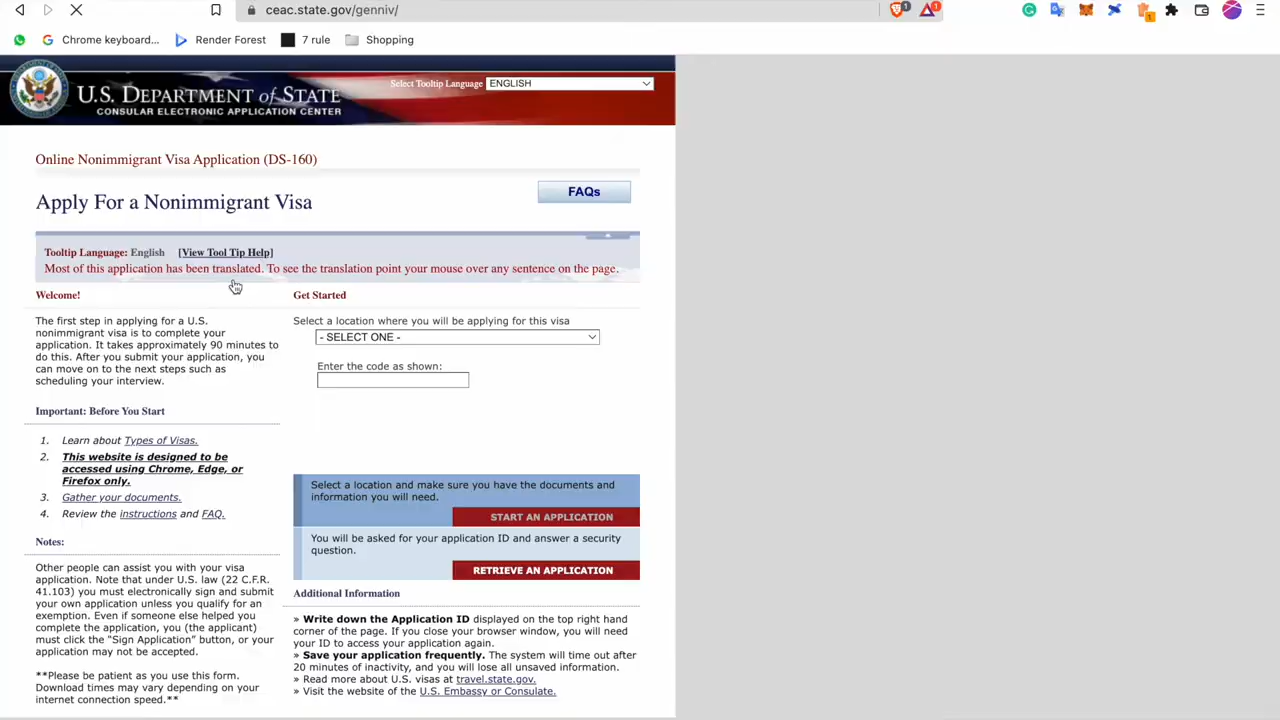 ceac.state.gov/genniv/
1
1
1
Chrome keyboard... Render Forest 7 rule Shopping
Select Tooltip Language ENGLISH
U.S. DEPARTMENT of STATE
CONSULAR ELECTRONIC APPLICATION CENTER
Online Nonimmigrant Visa Application (DS-160)
Apply For a Nonimmigrant Visa
FAQs
Tooltip Language: English [View Tool Tip Help]
Most of this application has been translated. To see the translation point your mouse over any sentence on the page.
Welcome!
The first step in applying for a U.S.
nonimmigrant visa is to complete your
application. It takes approximately 90 minutes to
do this. After you submit your application, you
can move on to the next steps such as
scheduling your interview.
Important: Before You Start
1. Learn about Types of Visas.
2. This website is designed to be
accessed using Chrome, Edge, or
Firefox only.
3. Gather your documents.
4. Review the instructions and FAQ.
Notes:
Other people can assist you with your visa
application. Note that under U.S. law (22 C.F.R.
41.103) you must electronically sign and submit
your own application unless you qualify for an
exemption. Even if someone else helped you
complete the application, you (the applicant)
must click the "Sign Application" button, or your
application may not be accepted.
**Please be patient as you use this form.
Download times may vary depending on your
internet connection speed.**
Get Started
Select a location where you will be applying for this visa
- SELECT ONE -
Enter the code as shown:
Select a location and make sure you have the documents and
information you will need.
START AN APPLICATION
You will be asked for your application ID and answer a security
question.
RETRIEVE AN APPLICATION
Additional Information
» Write down the Application ID displayed on the top right hand
corner of the page. If you close your browser window, you will need
your ID to access your application again.
» Save your application frequently. The system will time out after
20 minutes of inactivity, and you will lose all unsaved information.
» Read more about U.S. visas at travel.state.gov.
» Visit the website of the U.S. Embassy or Consulate.